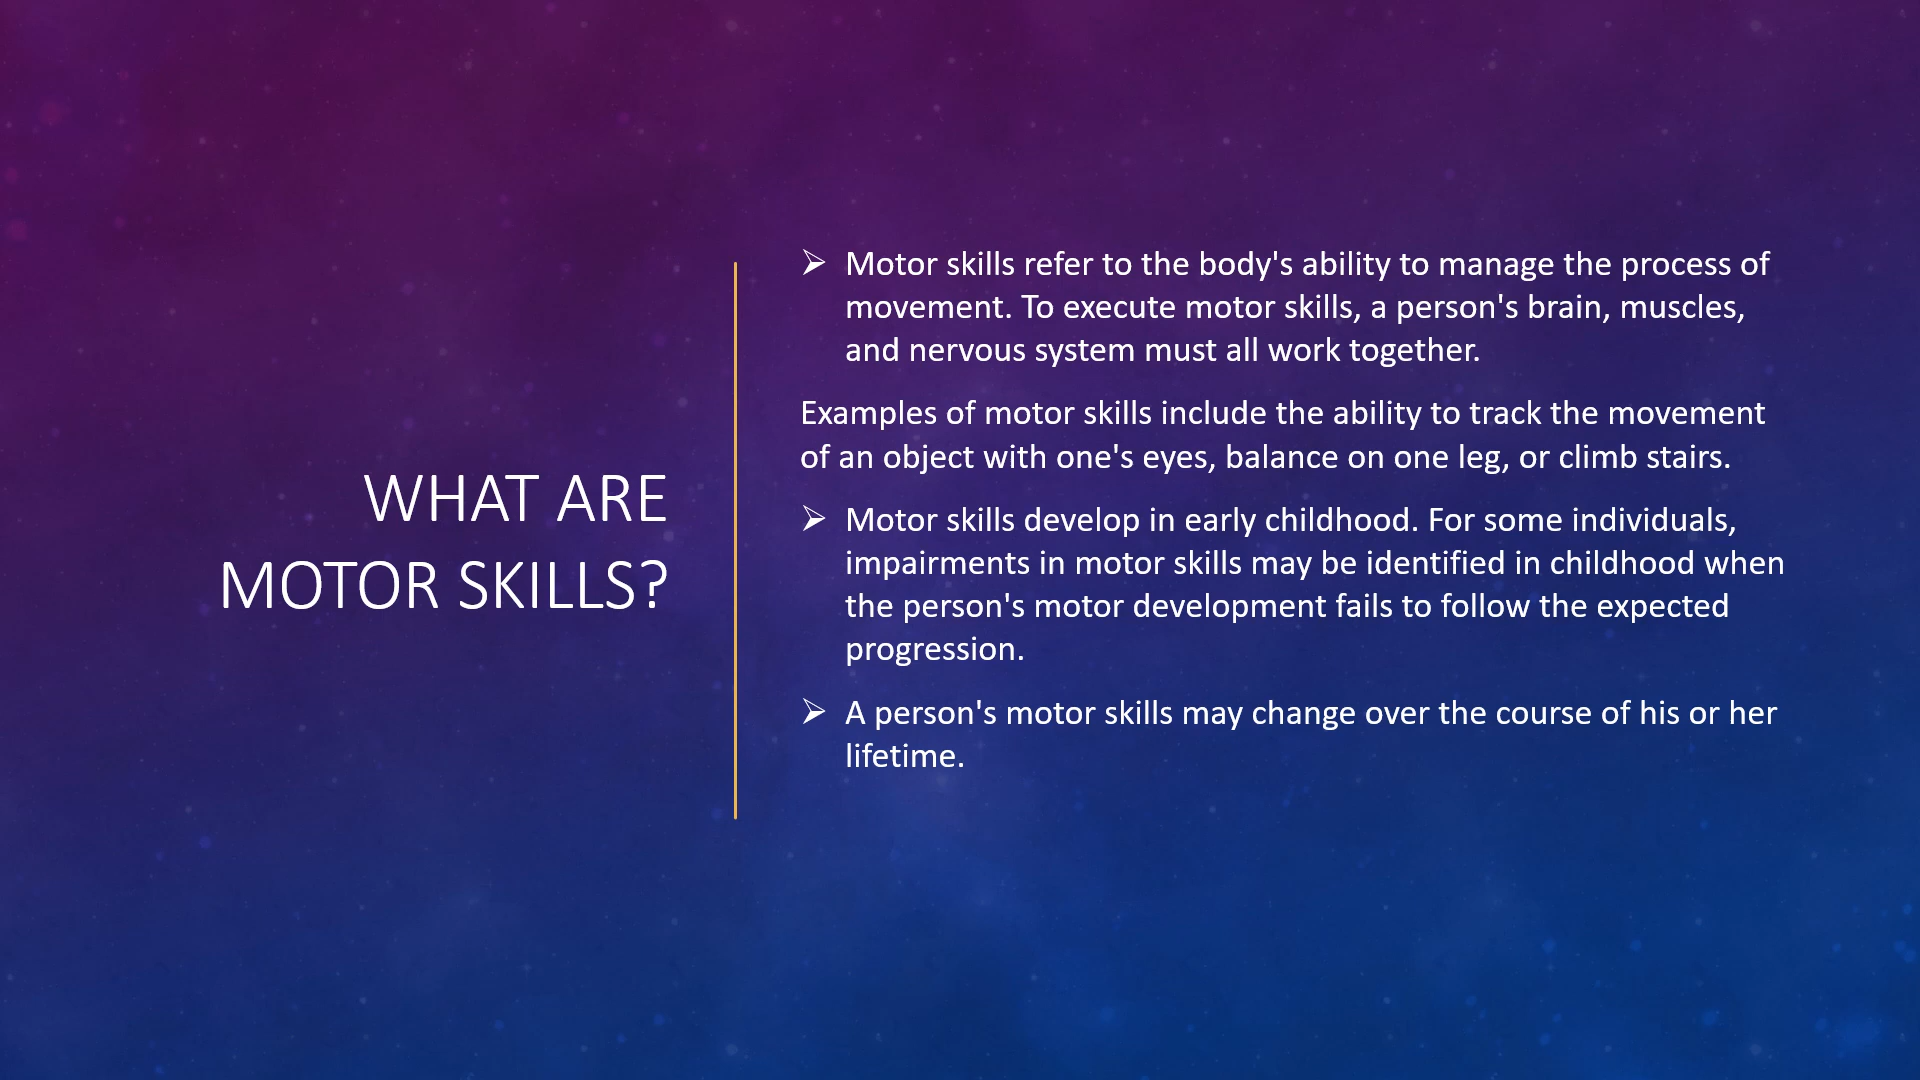 WHAT ARE
MOTOR SKILLS?
➢ Motor skills refer to the body's ability to manage the process of
movement. To execute motor skills, a person's brain, muscles,
and nervous system must all work together.
Examples of motor skills include the ability to track the movement
of an object with one's eyes, balance on one leg, or climb stairs.
➢ Motor skills develop in early childhood. For some individuals,
impairments in motor skills may be identified in childhood when
the person's motor development fails to follow the expected
progression.
➢ A person's motor skills may change over the course of his or her
lifetime.